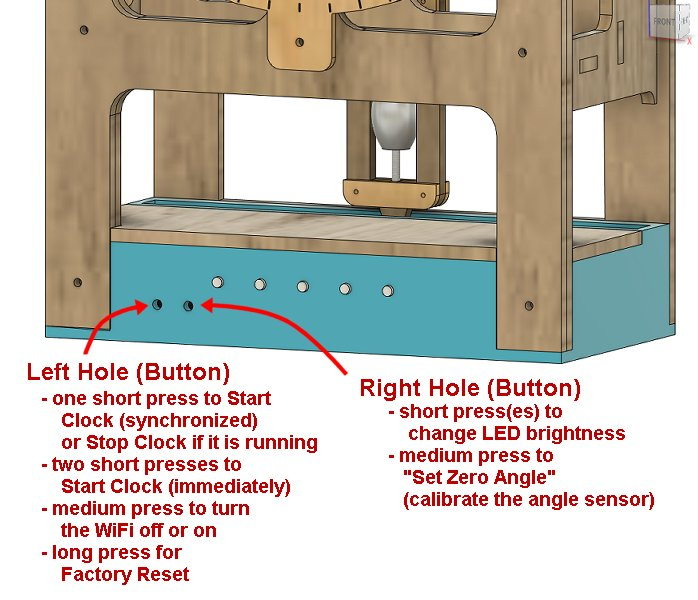 FRONT
X
Left Hole (Button)
- one short press to Start
Clock (synchronized)
or Stop Clock if it is running
- two short presses to
Start Clock (immediately)
- medium press to turn
the WiFi off or on
- long press for
Factory Reset
Right Hole (Button)
- short press(es) to
change LED brightness
- medium press to
"Set Zero Angle"
(calibrate the angle sensor)